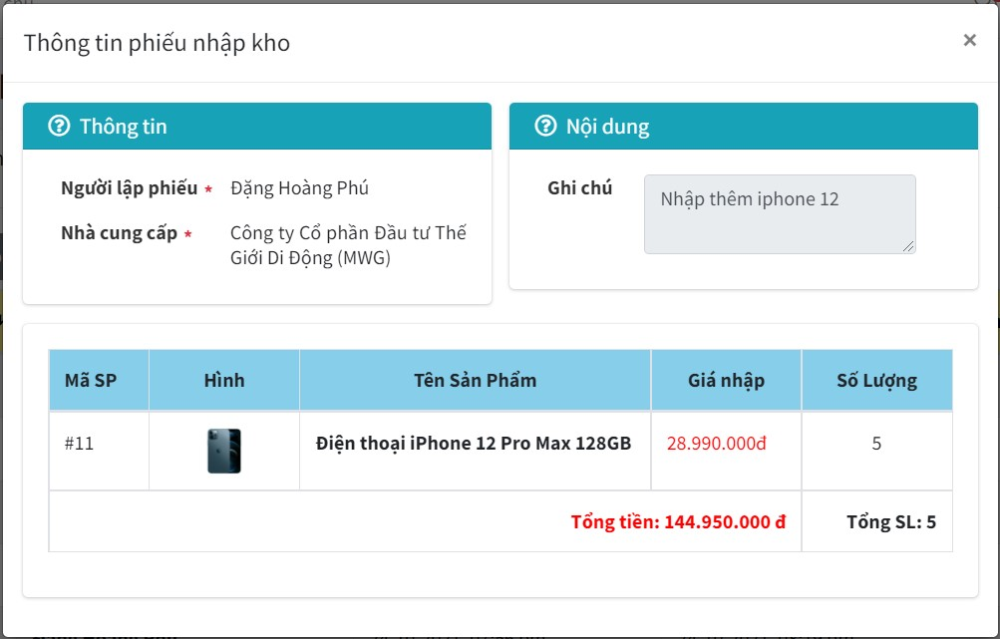 Thông tin phiếu nhập kho
×
Thông tin
Người lập phiếu * Đặng Hoàng Phú
Nhà cung cấp * Công ty Cổ phần Đầu tư Thế
Giới Di Động (MWG)
Nội dung
Ghi chú Nhập thêm iphone 12
Mã SP Hình Tên Sản Phẩm Giá nhập Số Lượng
#11 Điện thoại iPhone 12 Pro Max 128GB 28.990.000đ 5
Tổng tiền: 144.950.000 đ Tổng SL: 5